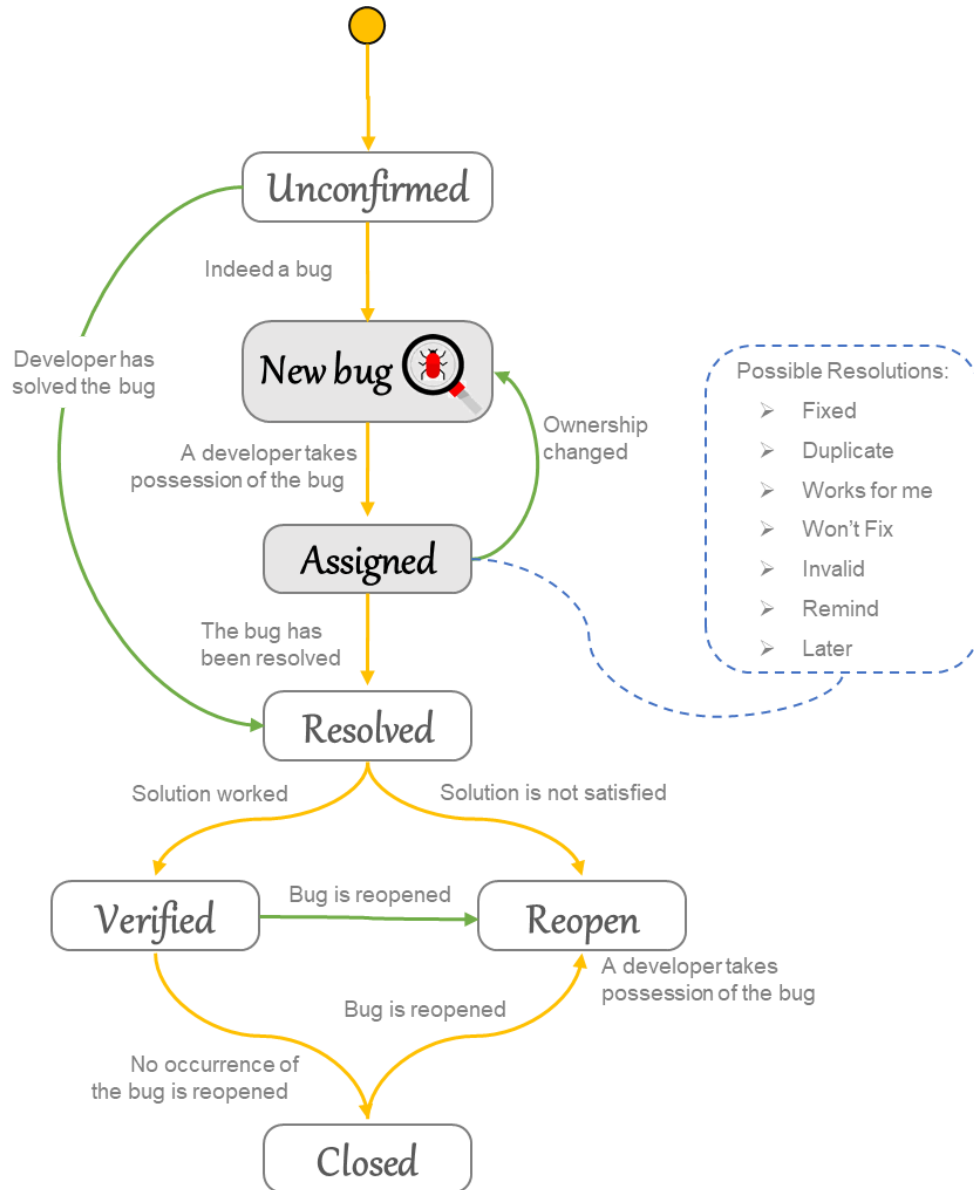 Unconfirmed
Indeed a bug
Developer has
solved the bug
New bug
Ownership
changed
A developer takes
possession of the bug
Assigned
Possible Resolutions:
Fixed
Duplicate
Works for me
Won't Fix
Invalid
Remind
Later
The bug has
been resolved
Resolved
Solution worked
Solution is not satisfied
Verified
Bug is reopened
Reopen
A developer takes
possession of the bug
Bug is reopened
No occurrence of
the bug is reopened
Closed